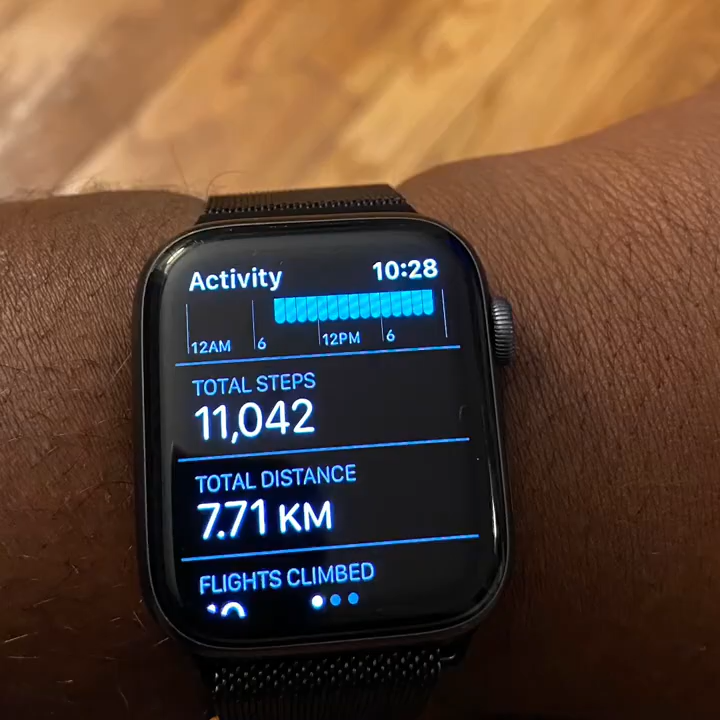 Activity 10:28
12AM 6 12PM 6
TOTAL STEPS
11,042
TOTAL DISTANCE
7.71 KM
FLIGHTS CLIMBED